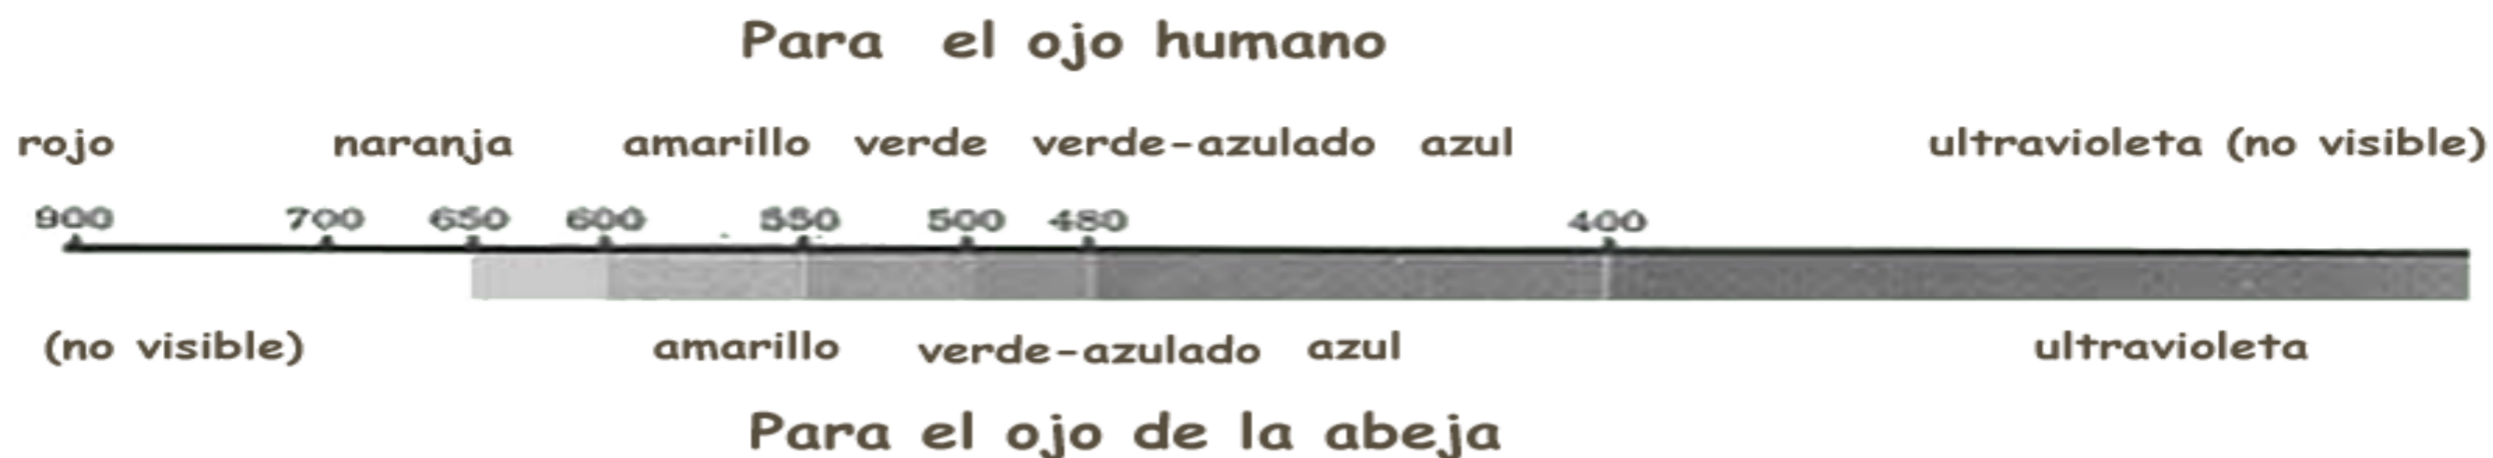 Para el ojo humano
rojo naranja amarillo verde verde-azulado azul ultravioleta (no visible)
900 700 650 600 550 500 480 400
(no visible) amarillo verde-azulado azul ultravioleta
Para el ojo de la abeja